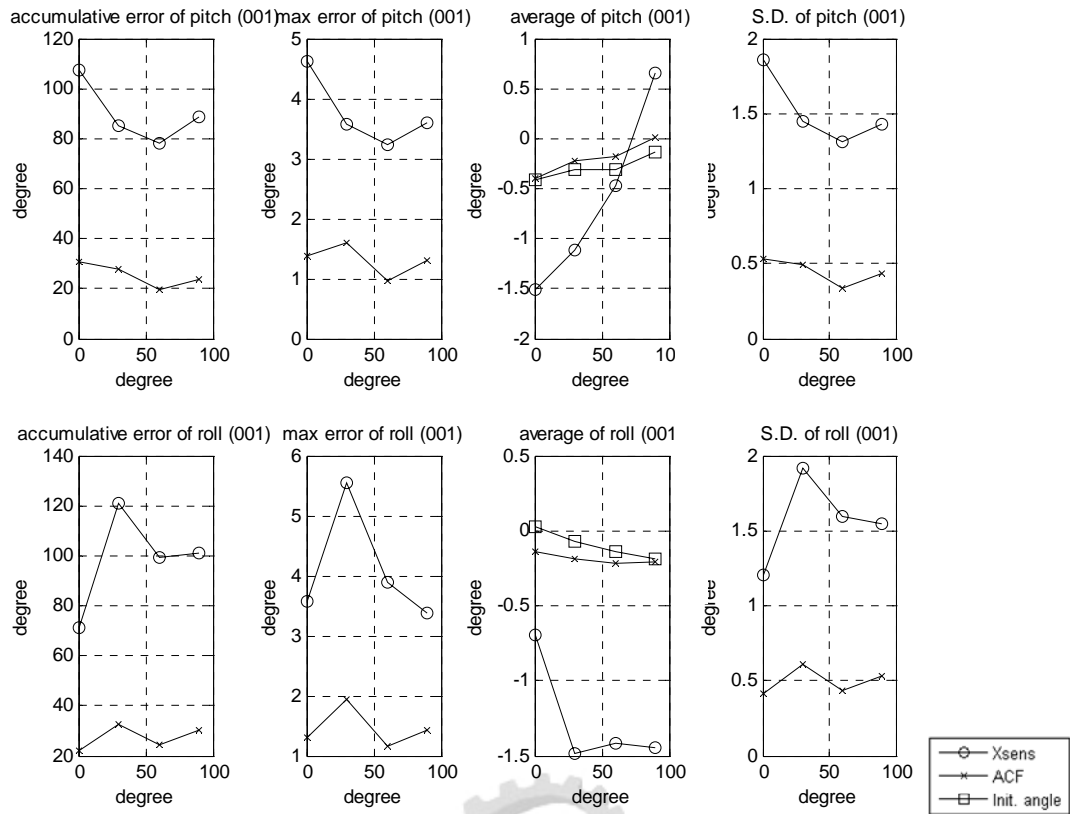 accumulative error of pitch (001)
max error of pitch (001)
average of pitch (001)
S.D. of pitch (001)
120
100
80
60
40
20
0
degree
0 50 100
degree
5
4
3
2
1
0
degree
0 50 100
degree
1
0.5
0
-0.5
-1
-1.5
-2
degree
0 50 10
degree
2
1.5
1
0.5
0
degree
0 50 100
degree
accumulative error of roll (001)
max error of roll (001)
average of roll (001
S.D. of roll (001)
140
120
100
80
60
40
20
degree
0 50 100
degree
6
5
4
3
2
1
degree
0 50 100
degree
0.5
0
-0.5
-1
-1.5
degree
0 50 100
degree
2
1.5
1
0.5
0
degree
0 50 100
degree
Xsens
ACF
Init. angle